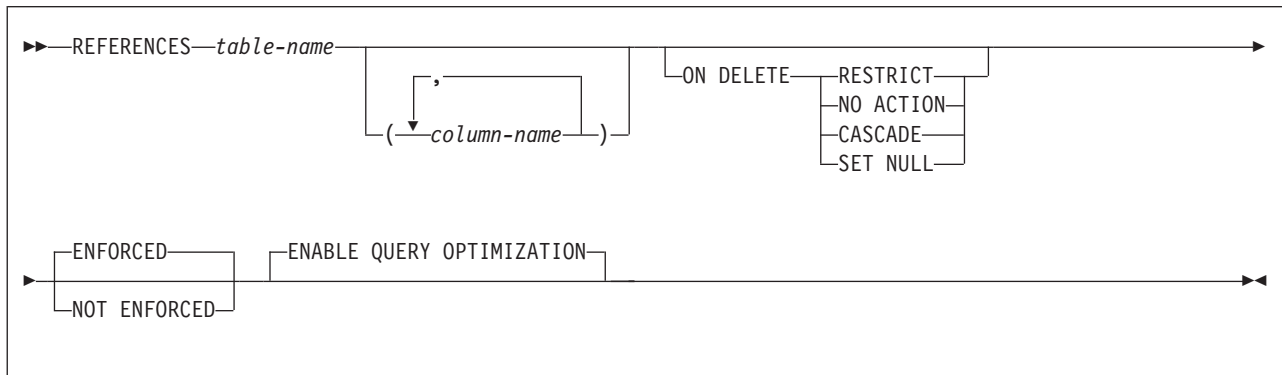 REFERENCES table-name
,
( column-name )
ON DELETE RESTRICT
NO ACTION
CASCADE
SET NULL
ENFORCED
NOT ENFORCED
ENABLE QUERY OPTIMIZATION